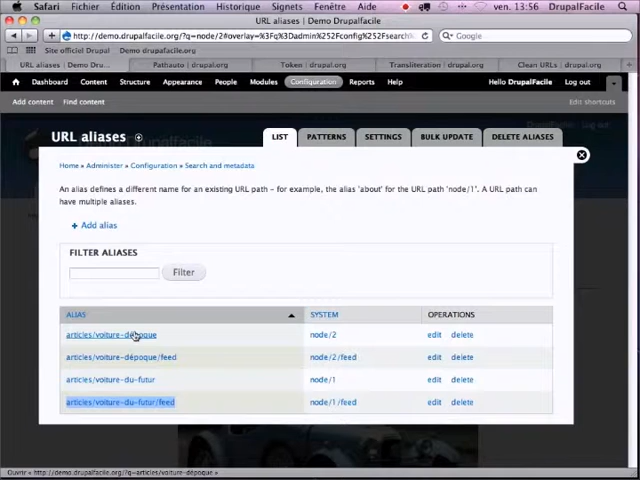 Safari Fichier Édition Présentation Historique Signets Fenêtre Aide ven. 13:56 DrupalFacile
URL aliases | Demo DrupalFacile
http://demo.drupalfacile.org/?q=node/2#overlay=%3Fq%3Dadmin%252Fconfig%252Fsearch Google
Site officiel Drupal Demo drupalfacile.org
URL aliases | Demo Dru... Pathauto | drupal.org Token | drupal.org Transliteration | drupal.org Clean URLs | drupal.org
Dashboard Content Structure Appearance People Modules Configuration Reports Help Hello DrupalFacile Log out
Add content Find content Edit shortcuts
URL aliases LIST PATTERNS SETTINGS BULK UPDATE DELETE ALIASES
Home » Administer » Configuration » Search and metadata
An alias defines a different name for an existing URL path – for example, the alias 'about' for the URL path 'node/1'. A URL path can
have multiple aliases.
+ Add alias
FILTER ALIASES
Filter
ALIAS SYSTEM OPERATIONS
articles/voiture-dépoque node/2 edit delete
articles/voiture-dépoque/feed node/2/feed edit delete
articles/voiture-du-futur node/1 edit delete
articles/voiture-du-futur/feed node/1/feed edit delete
Ouvrir « http://demo.drupalfacile.org/?q=articles/voiture-dépoque »